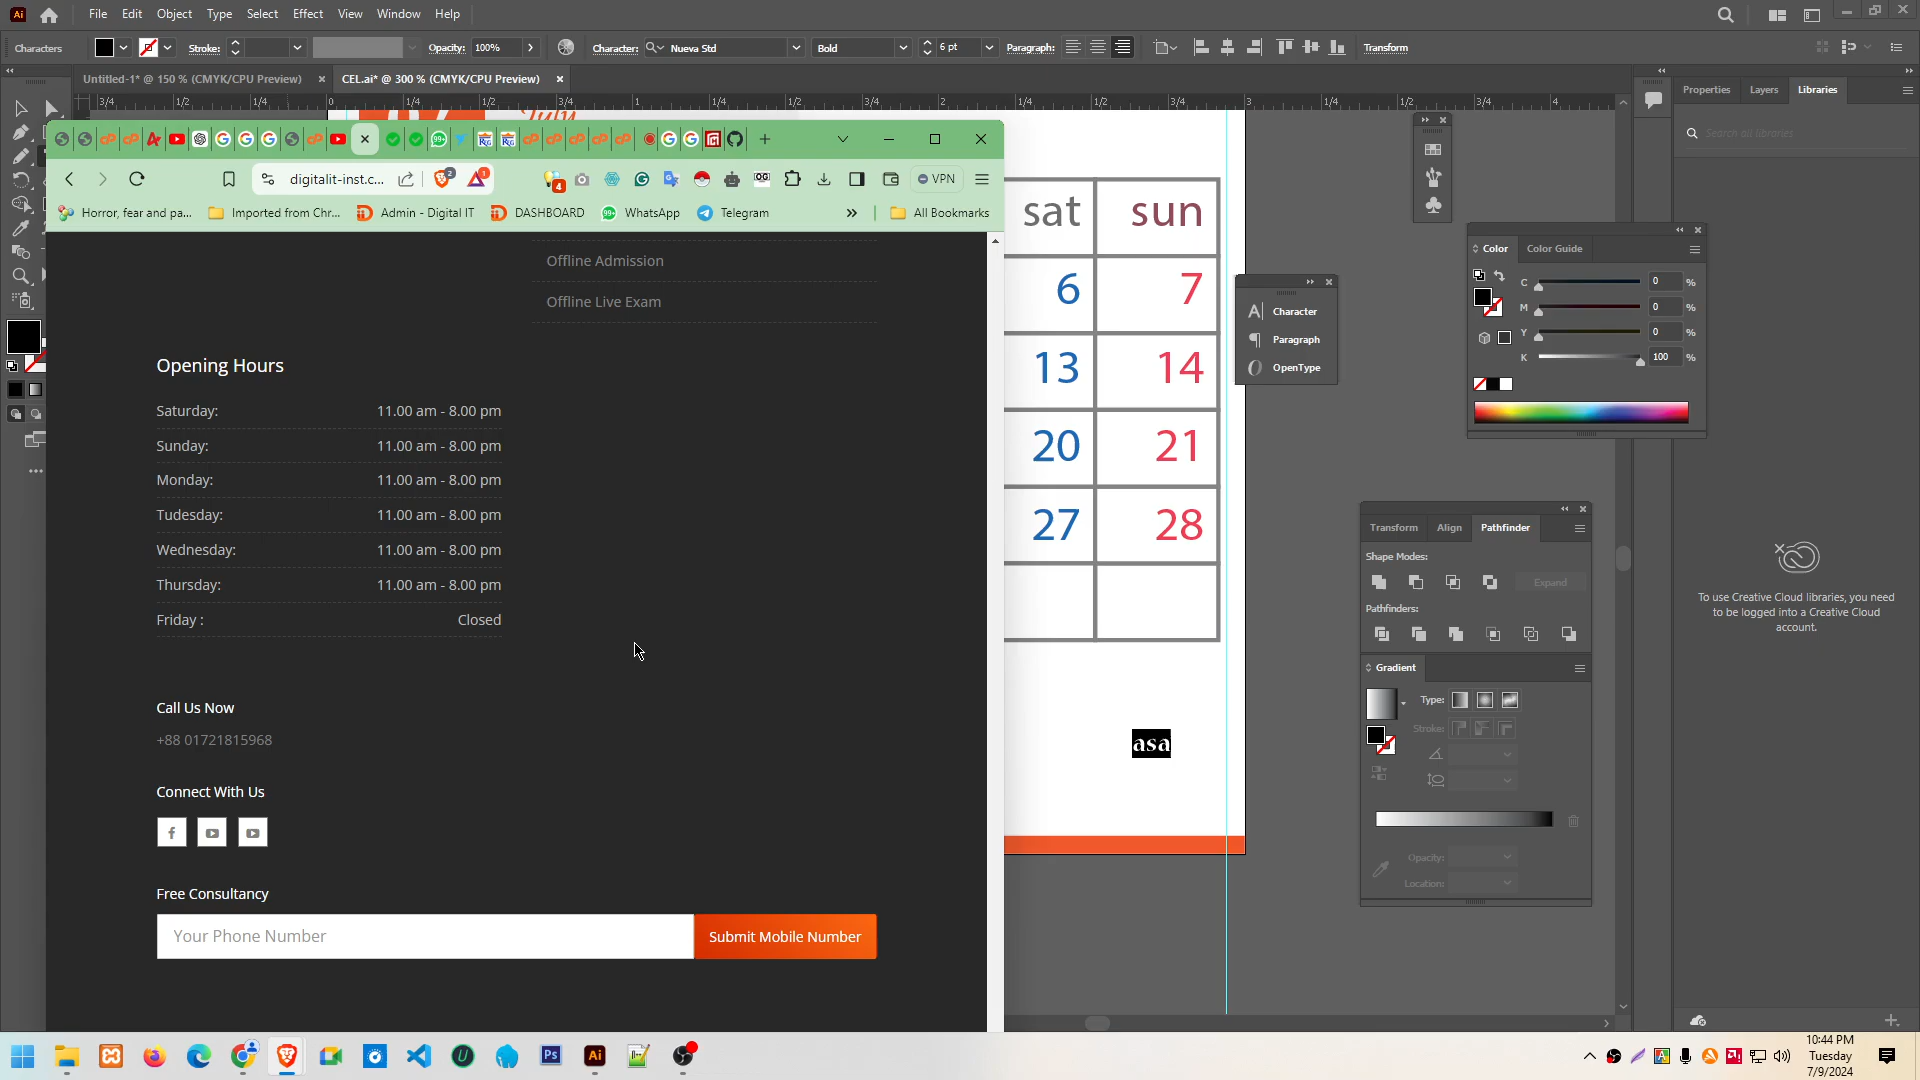 File Edit Object Type Select Effect View Window Help
Characters Stroke: Opacity: 100% Character: Nueva Std Bold 6 pt Paragraph: Transform
Untitled-1* @ 150 % (CMYK/CPU Preview) CEL.ai* @ 300 % (CMYK/CPU Preview)
Properties Layers Libraries
Search all libraries
July
digitalit-inst.c... VPN
Horror, fear and pa... Imported from Chr... Admin - Digital IT DASHBOARD WhatsApp Telegram All Bookmarks
Offline Admission
Offline Live Exam
Opening Hours
Saturday: 11.00 am - 8.00 pm
Sunday: 11.00 am - 8.00 pm
Monday: 11.00 am - 8.00 pm
Tudesday: 11.00 am - 8.00 pm
Wednesday: 11.00 am - 8.00 pm
Thursday: 11.00 am - 8.00 pm
Friday : Closed
Call Us Now
+88 01721815968
Connect With Us
Free Consultancy
Your Phone Number Submit Mobile Number
sat sun
6 7
13 14
20 21
27 28
asa
Character
Paragraph
OpenType
Color Color Guide
C 0 %
M 0 %
Y 0 %
K 100 %
Transform Align Pathfinder
Shape Modes:
Expand
Pathfinders:
Gradient
Type:
Stroke:
Opacity:
Location:
To use Creative Cloud libraries, you need
to be logged into a Creative Cloud
account.
10:44 PM
Tuesday
7/9/2024